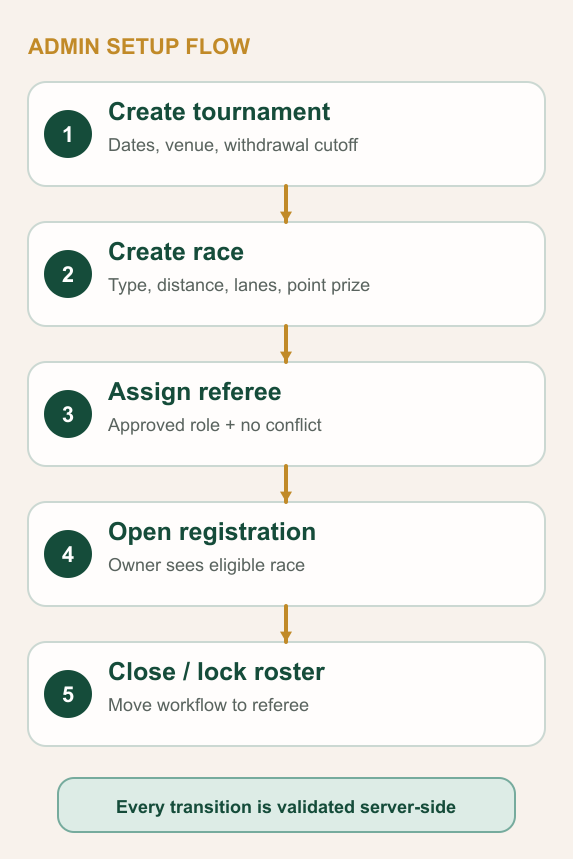 ADMIN SETUP FLOW
1
Create tournament
Dates, venue, withdrawal cutoff
2
Create race
Type, distance, lanes, point prize
3
Assign referee
Approved role + no conflict
4
Open registration
Owner sees eligible race
5
Close / lock roster
Move workflow to referee
Every transition is validated server-side